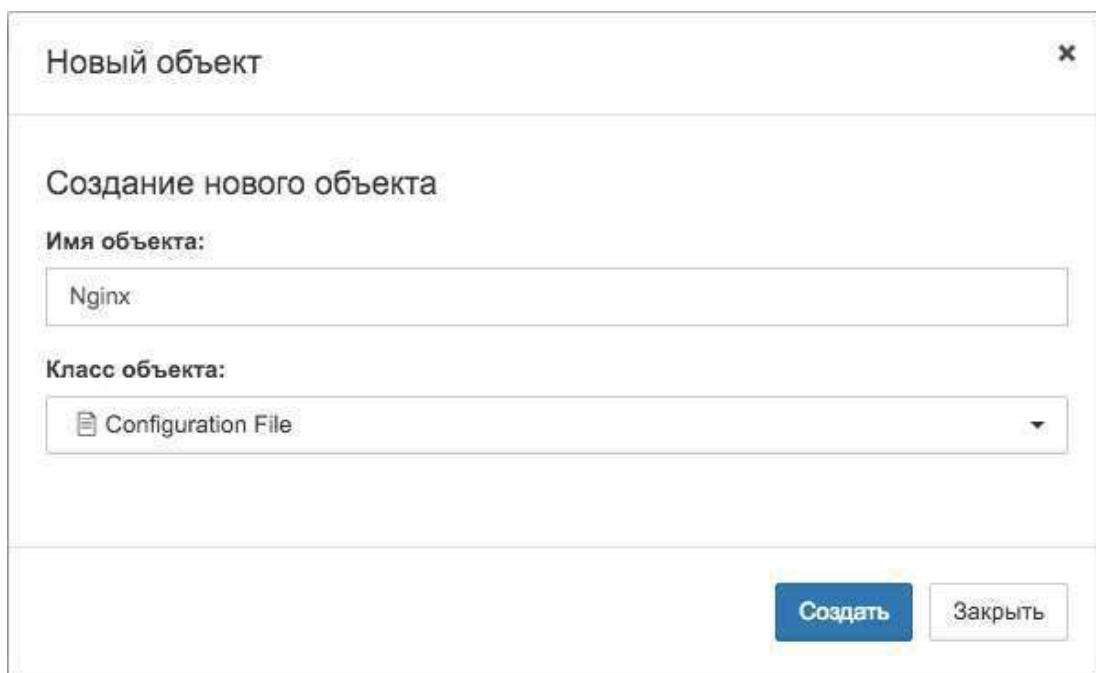 Новый объект
Создание нового объекта
Имя объекта:
Nginx
Класс объекта:
Configuration File
Создать
Закрыть